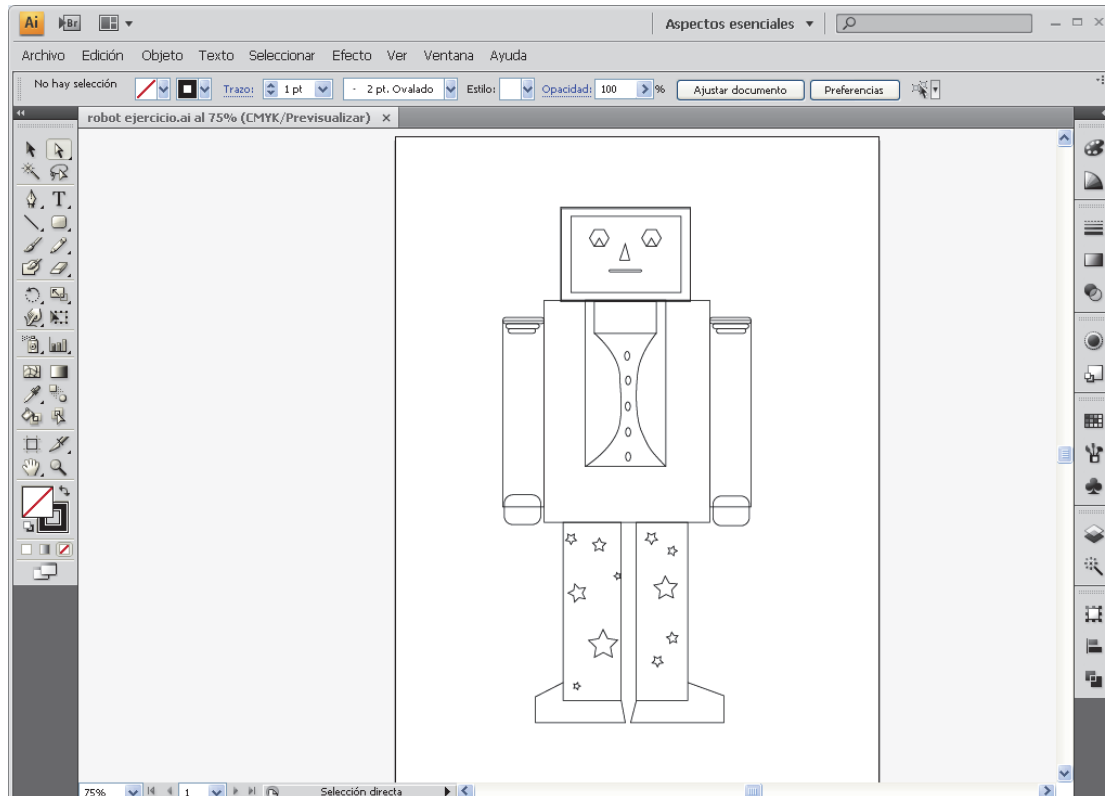 Ai Br Aspectos esenciales
Archivo Edición Objeto Texto Seleccionar Efecto Ver Ventana Ayuda
No hay selección Trazo: 1 pt 2 pt. Ovalado Estilo: Opacidad: 100 % Ajustar documento Preferencias
robot ejercicio.ai al 75% (CMYK/Previsualizar)
T
75% 1 Selección directa